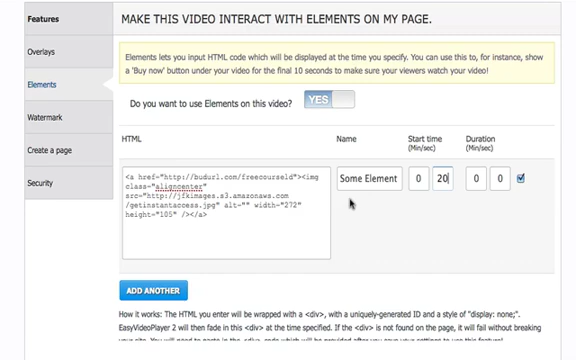 Features
MAKE THIS VIDEO INTERACT WITH ELEMENTS ON MY PAGE.
Overlays
Elements lets you input HTML code which will be displayed at the time you specify. You can use this to, for instance, show
a 'Buy now' button under your video for the final 10 seconds to make sure your viewers watch your video!
Elements
Do you want to use Elements on this video? YES
Watermark
HTML Name Start time Duration
(Min/sec) (Min/sec)
Create a page
<a href="http://budurl.com/freecourseld"><img
class="aligncenter"
src="http://jfkimages.s3.amazonaws.com
/getinstantaccess.jpg" alt="" width="272"
height="105" /></a>
Some Element 0 20 0 0
Security
ADD ANOTHER
How it works: The HTML you enter will be wrapped with a <div>, with a uniquely-generated ID and a style of "display: none;".
EasyVideoPlayer 2 will then fade in this <div> at the time specified. If the <div> is not found on the page, it will fail without breaking